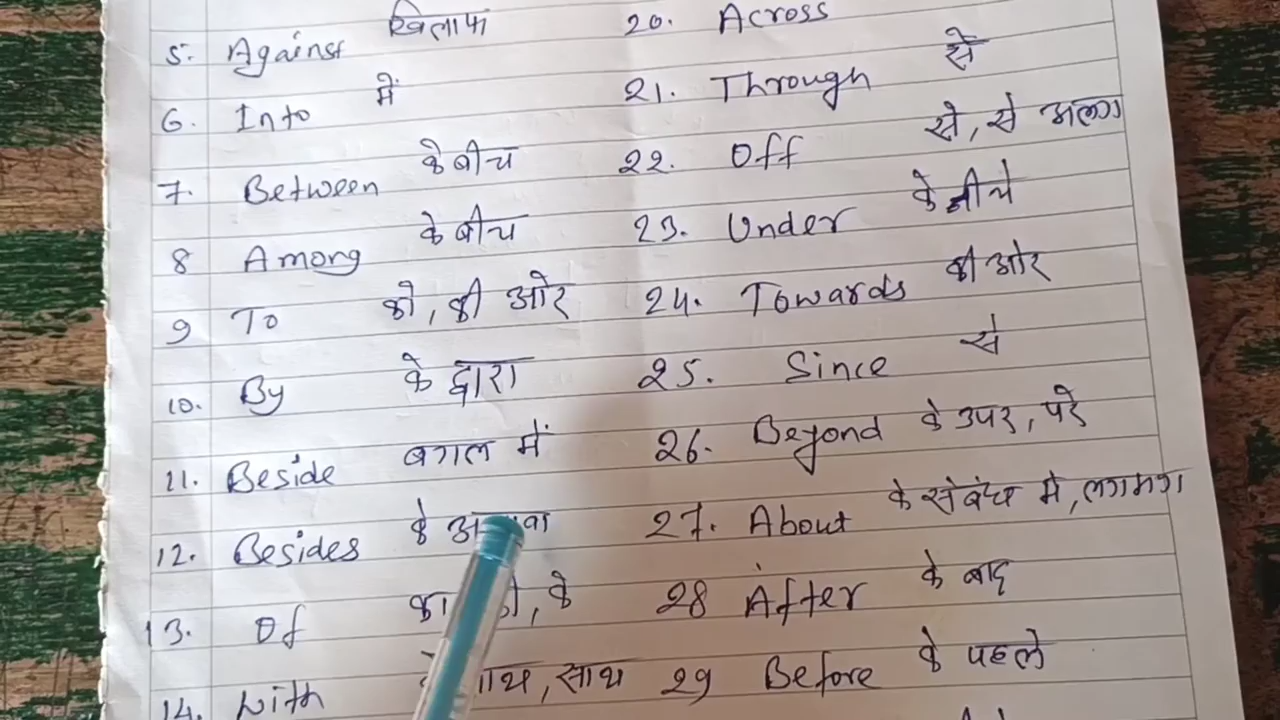 खिलाफ 20. Across
5. Against से
में 21. Through
6. Into से, से अलग
के बीच 22. Off
7. Between के नीचे
के बीच 23. Under
8 Among की ओर
9 To को, की ओर 24. Towards
से
10. By के द्वारा 25. Since
11. Beside बगल में 26. Beyond के उपर, परे
12. Besides के 27. About के संबंध में, लगभग
13. Of का के 28 After के बाद
14. With साथ 29 Before के पहले